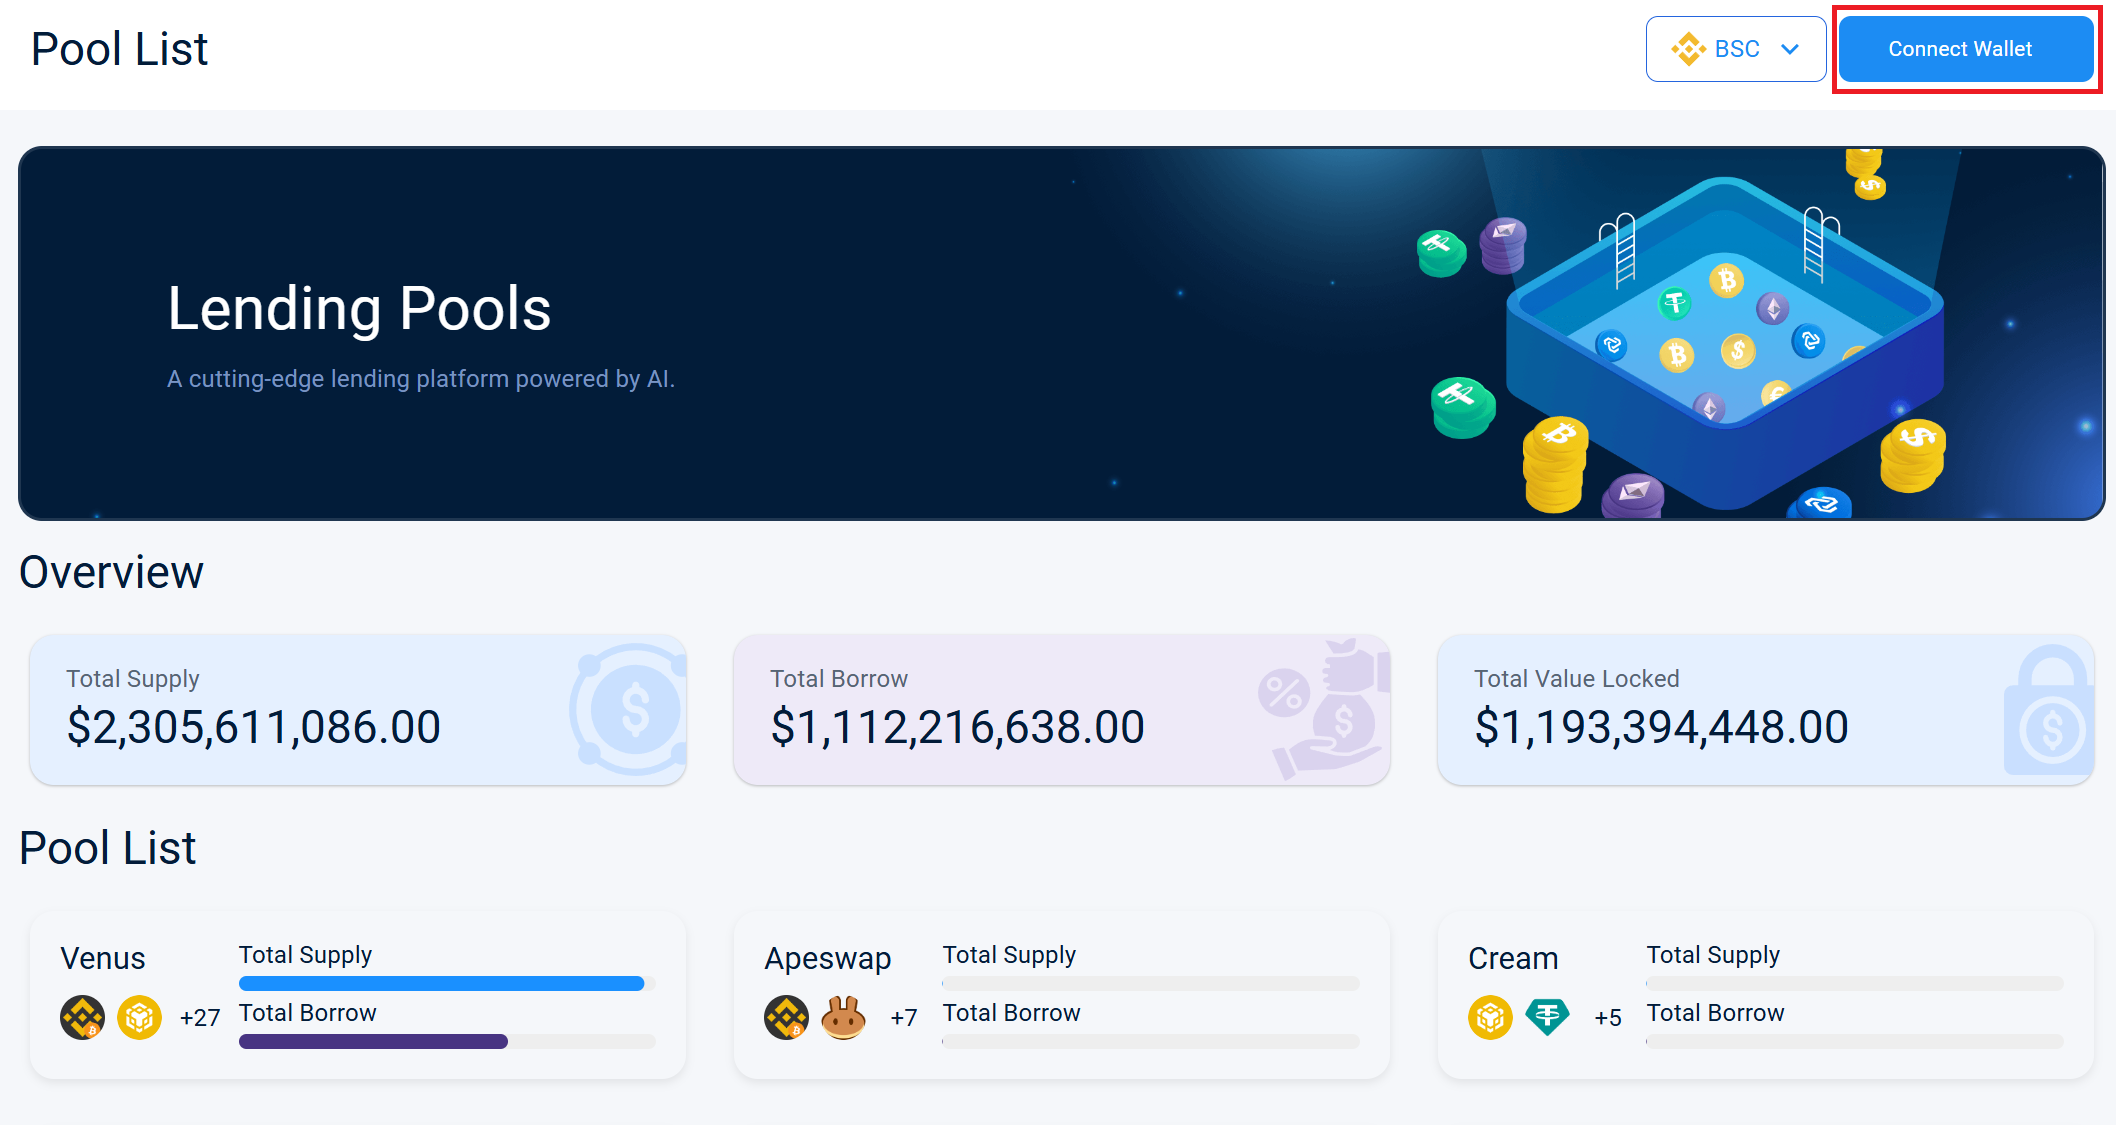 Pool List
BSC
Connect Wallet
Lending Pools
A cutting-edge lending platform powered by AI.
Overview
Total Supply
$2,305,611,086.00
Total Borrow
$1,112,216,638.00
Total Value Locked
$1,193,394,448.00
Pool List
Venus
+27
Total Supply
Total Borrow
Apeswap
+7
Total Supply
Total Borrow
Cream
+5
Total Supply
Total Borrow